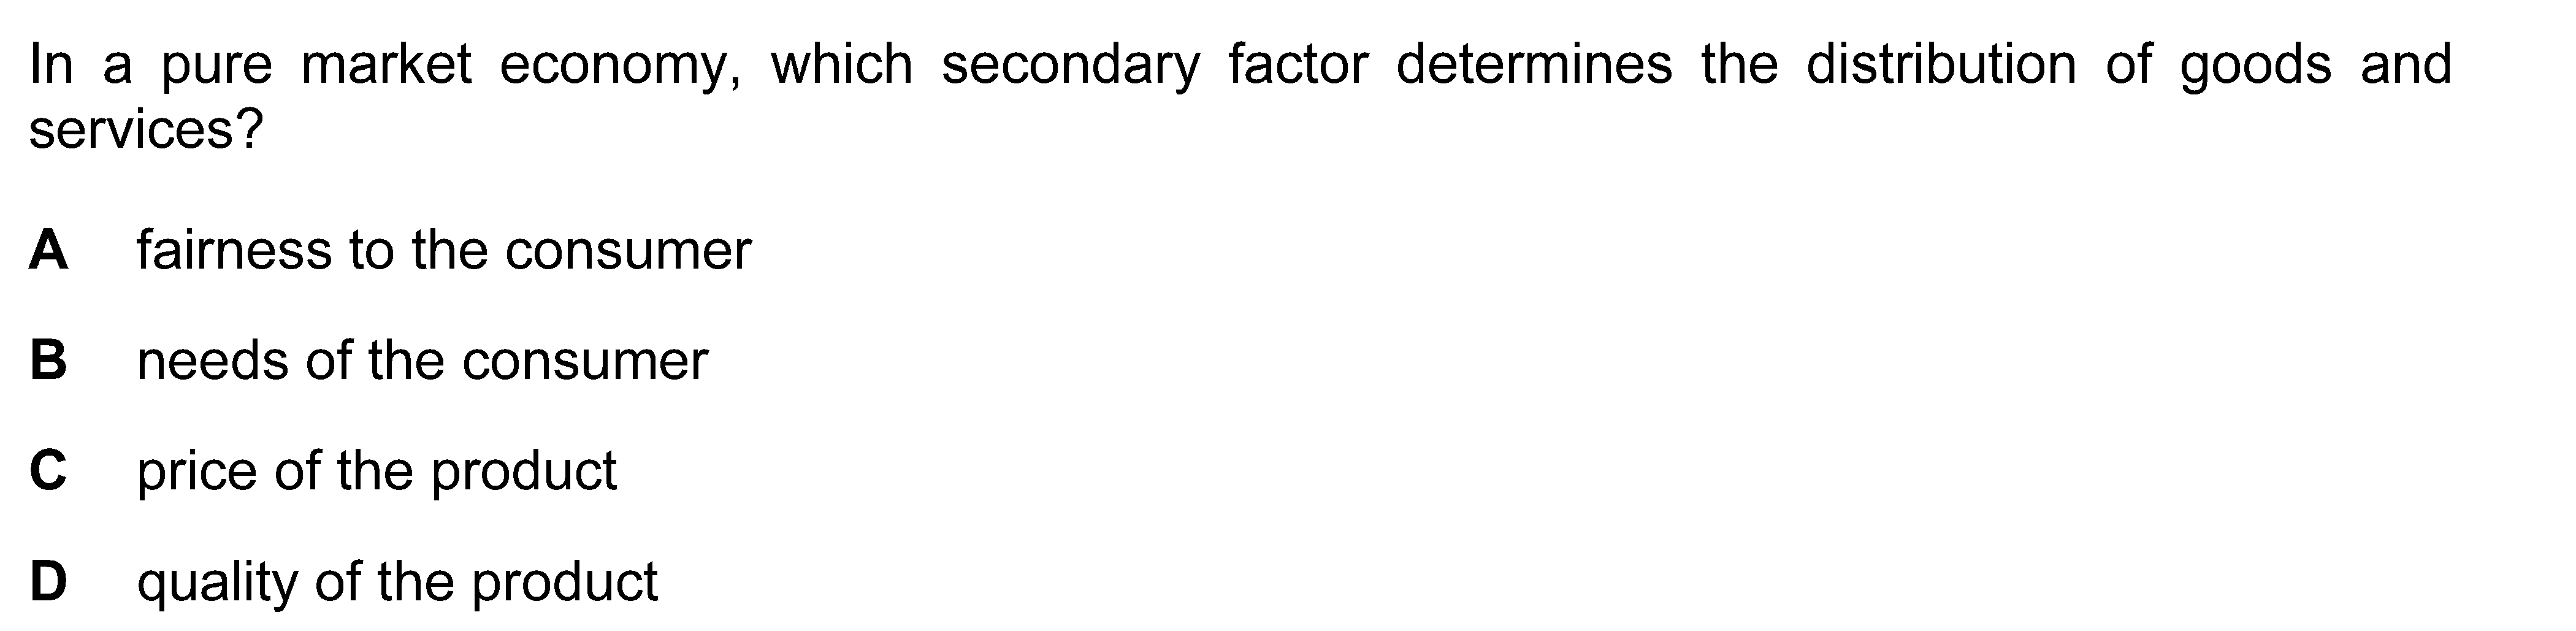 In a pure market economy, which secondary factor determines the distribution of goods and
services?
A fairness to the consumer
B needs of the consumer
C price of the product
D quality of the product